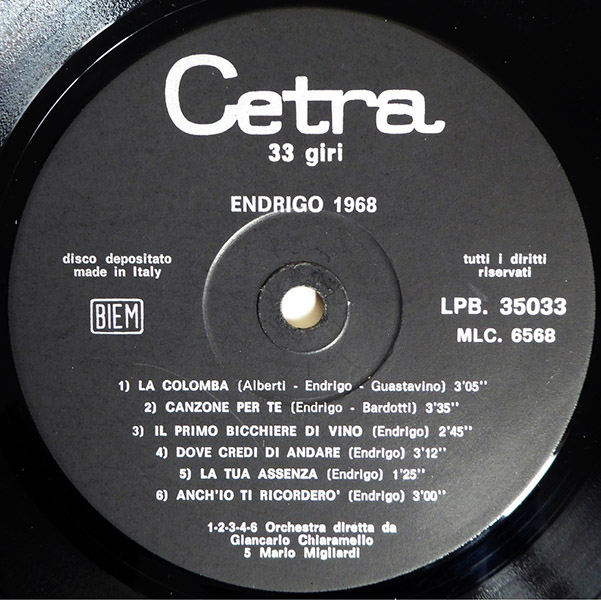 Cetra
33 giri
ENDRIGO 1968
disco depositato
made in Italy
tutti i diritti
riservati
BIEM
LPB. 35033
MLC. 6568
1) LA COLOMBA (Alberti - Endrigo - Guastavino) 3'05''
2) CANZONE PER TE (Endrigo - Bardotti) 3'35''
3) IL PRIMO BICCHIERE DI VINO (Endrigo) 2'45''
4) DOVE CREDI DI ANDARE (Endrigo) 3'12''
5) LA TUA ASSENZA (Endrigo) 1'25''
6) ANCH'IO TI RICORDERO' (Endrigo) 3'00''
1-2-3-4-6 Orchestra diretta da
Giancarlo Chiaramello
5 Mario Migliardi